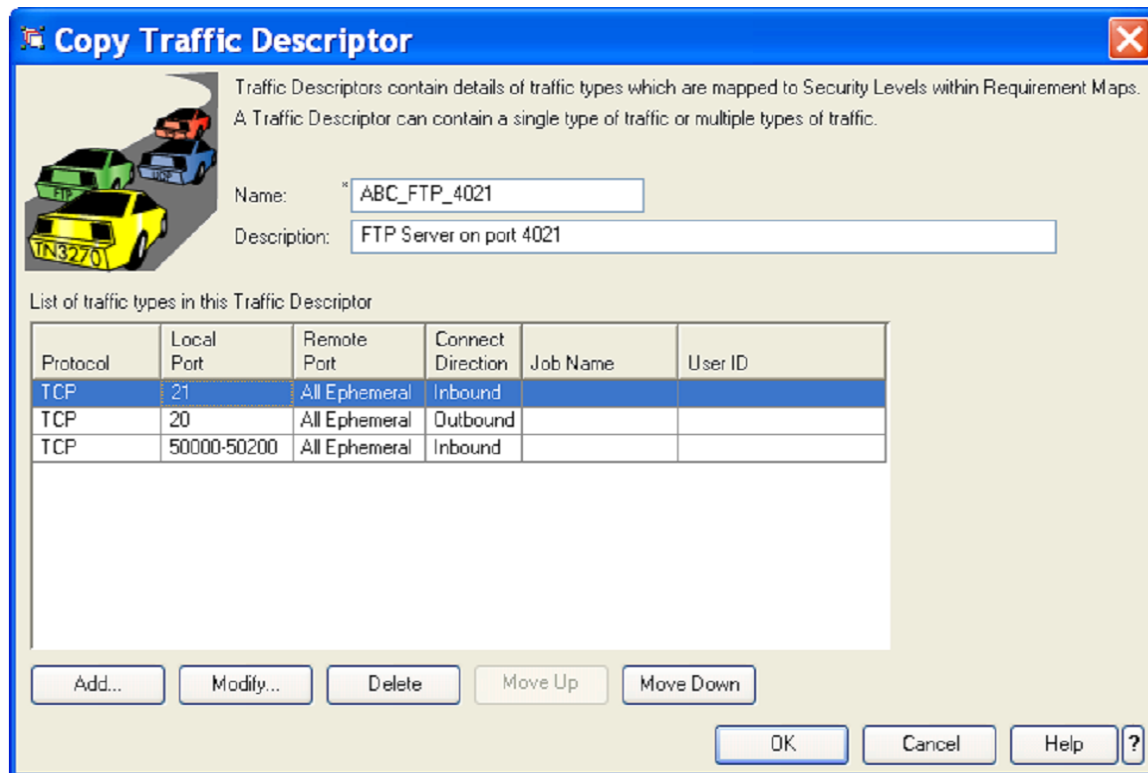 Copy Traffic Descriptor
Traffic Descriptors contain details of traffic types which are mapped to Security Levels within Requirement Maps.
A Traffic Descriptor can contain a single type of traffic or multiple types of traffic.
FTP
UDP
TN3270
Name: * ABC_FTP_4021
Description: FTP Server on port 4021
List of traffic types in this Traffic Descriptor
Protocol Local Port Remote Port Connect Direction Job Name User ID
TCP 21 All Ephemeral Inbound
TCP 20 All Ephemeral Outbound
TCP 50000-50200 All Ephemeral Inbound
Add... Modify... Delete Move Up Move Down
OK Cancel Help ?